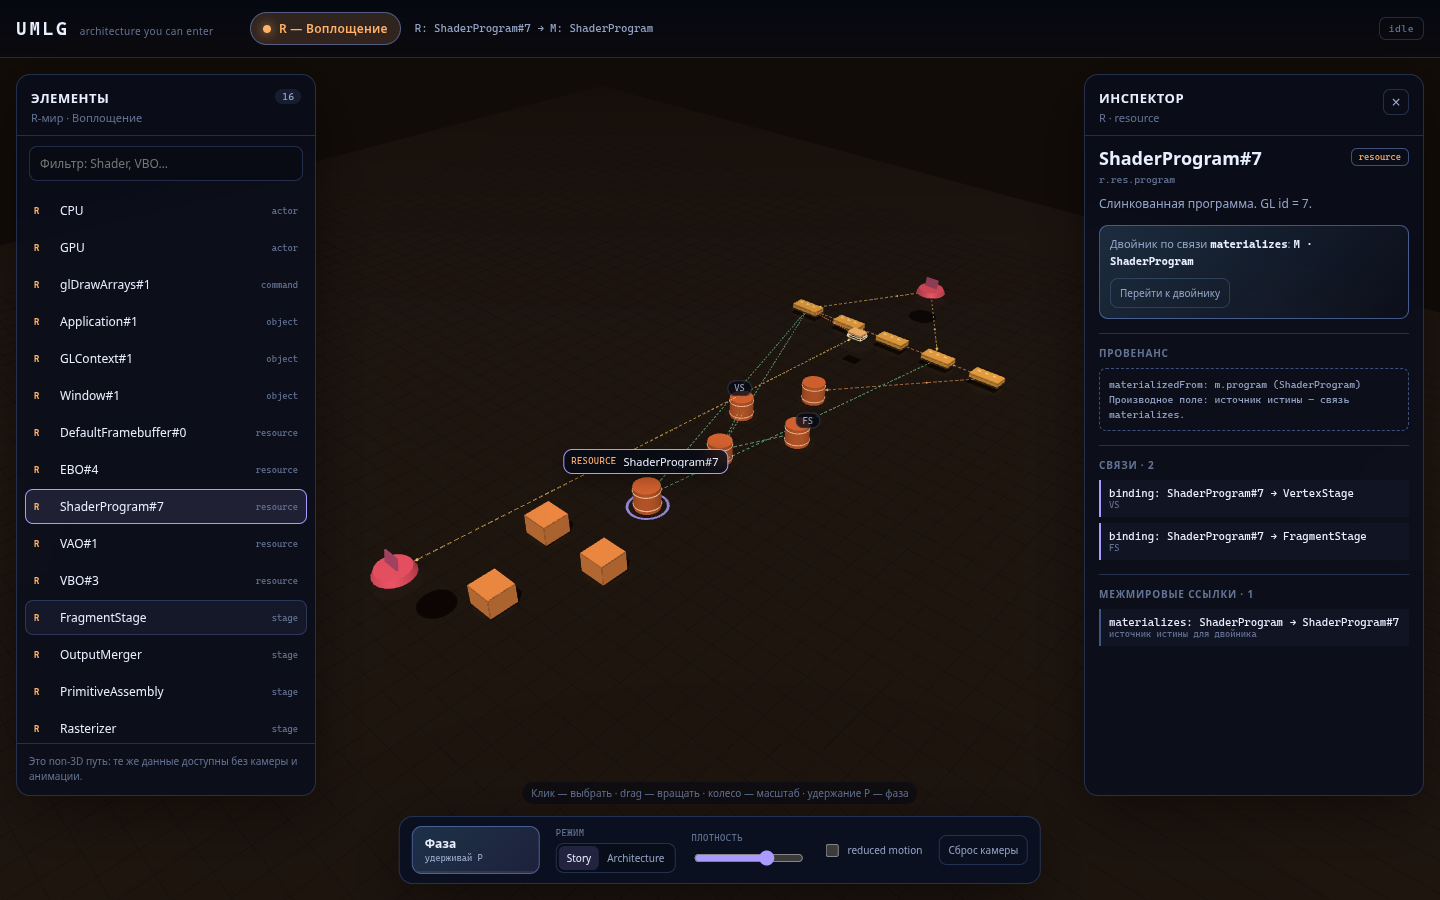 UMLG architecture you can enter
R — Воплощение
R: ShaderProgram#7 → M: ShaderProgram
idle
ЭЛЕМЕНТЫ 16
R-мир · Воплощение
Фильтр: Shader, VBO...
R CPU actor
R GPU actor
R glDrawArrays#1 command
R Application#1 object
R GLContext#1 object
R Window#1 object
R DefaultFramebuffer#0 resource
R EBO#4 resource
R ShaderProgram#7 resource
R VAO#1 resource
R VBO#3 resource
R FragmentStage stage
R OutputMerger stage
R PrimitiveAssembly stage
R Rasterizer stage
Это non-3D путь: те же данные доступны без камеры и
анимации.
VS
FS
RESOURCE ShaderProgram#7
Клик — выбрать · drag — вращать · колесо — масштаб · удержание P — фаза
Фаза
удерживай P
РЕЖИМ
Story Architecture
ПЛОТНОСТЬ
reduced motion
Сброс камеры
ИНСПЕКТОР
R · resource
×
ShaderProgram#7 resource
r.res.program
Слинкованная программа. GL id = 7.
Двойник по связи materializes: M ·
ShaderProgram
Перейти к двойнику
ПРОВЕНАНС
materializedFrom: m.program (ShaderProgram)
Производное поле: источник истины — связь
materializes.
СВЯЗИ · 2
binding: ShaderProgram#7 → VertexStage
VS
binding: ShaderProgram#7 → FragmentStage
FS
МЕЖМИРОВЫЕ ССЫЛКИ · 1
materializes: ShaderProgram → ShaderProgram#7
источник истины для двойника